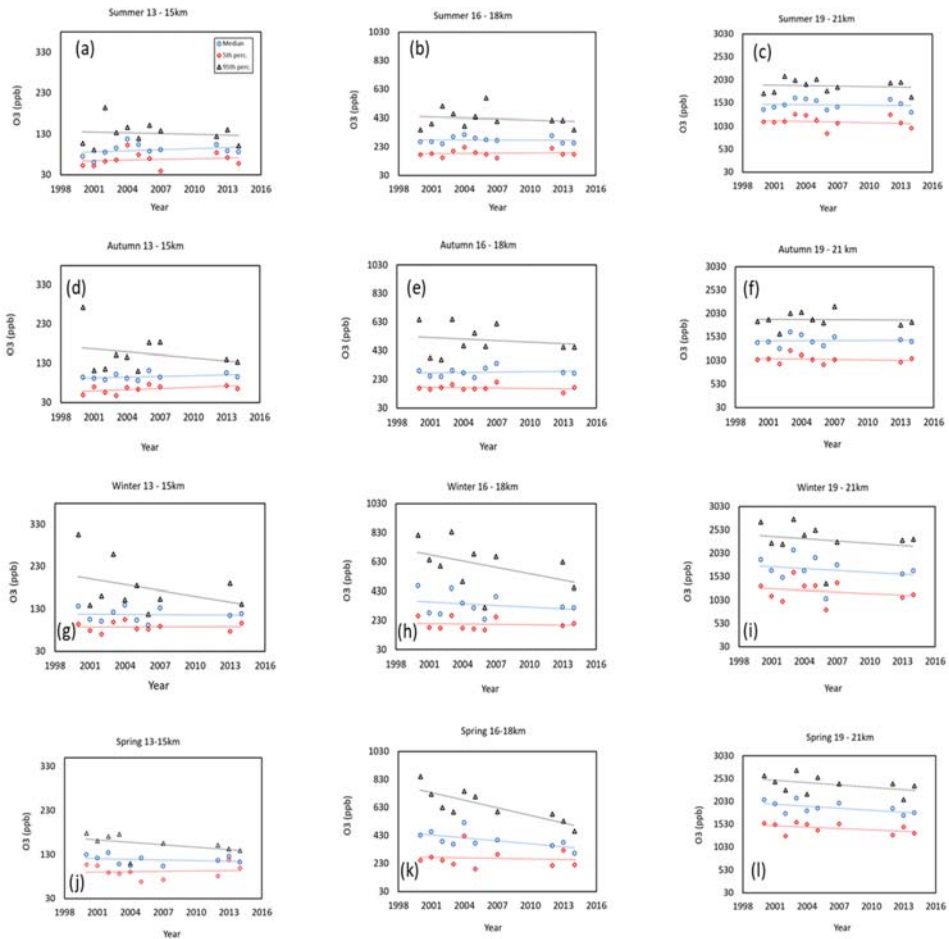 Summer 13 - 15km
(a)
Median
5th perc.
95th perc.
O3 (ppb)
330
230
130
30
1998 2001 2004 2007 2010 2013 2016
Year
Summer 16 - 18km
(b)
O3 (ppb)
1030
830
630
430
230
30
1998 2001 2004 2007 2010 2013 2016
Year
Summer 19 - 21km
(c)
O3 (ppb)
3030
2530
2030
1530
1030
530
30
1998 2001 2004 2007 2010 2013 2016
Year
Autumn 13 - 15km
(d)
O3 (ppb)
330
230
130
30
1998 2001 2004 2007 2010 2013 2016
Year
Autumn 16 - 18km
(e)
O3 (ppb)
1030
830
630
430
230
30
1998 2001 2004 2007 2010 2013 2016
Year
Autumn 19 - 21 km
(f)
O3 (ppb)
3030
2530
2030
1530
1030
530
30
1998 2001 2004 2007 2010 2013 2016
Year
Winter 13 - 15km
(g)
O3 (ppb)
330
230
130
30
1998 2001 2004 2007 2010 2013 2016
Year
Winter 16 - 18km
(h)
O3 (ppb)
1030
830
630
430
230
30
1998 2001 2004 2007 2010 2013 2016
Year
Winter 19 - 21km
(i)
O3 (ppb)
3030
2530
2030
1530
1030
530
30
1998 2001 2004 2007 2010 2013 2016
Year
Spring 13-15km
(j)
O3 (ppb)
330
230
130
30
1998 2001 2004 2007 2010 2013 2016
Year
Spring 16-18km
(k)
O3 (ppb)
1030
830
630
430
230
30
1998 2001 2004 2007 2010 2013 2016
Year
Spring 19 - 21km
(l)
O3 (ppb)
3030
2530
2030
1530
1030
530
30
1998 2001 2004 2007 2010 2013 2016
Year